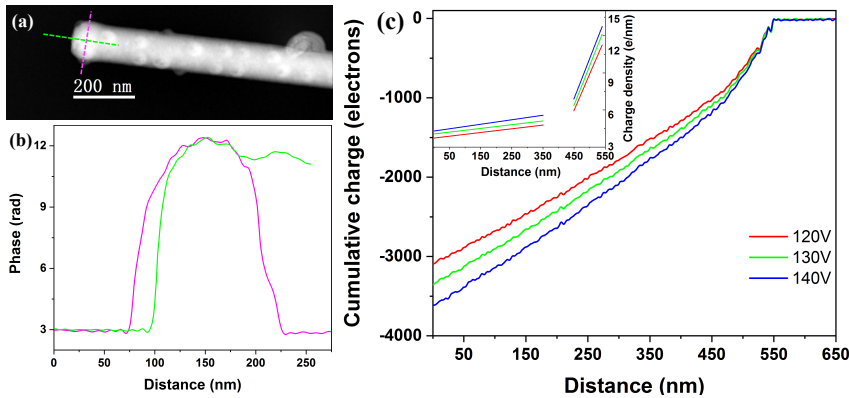 (a)
200 nm
(b)
12
9
6
3
Phase (rad)
0
50
100
150
200
250
Distance (nm)
(c)
0
-1000
-2000
-3000
-4000
Cumulative charge (electrons)
50
150
250
350
450
550
650
Distance (nm)
120V
130V
140V
15
12
9
6
3
Charge density (e/nm)
50
150
250
350
450
550
Distance (nm)